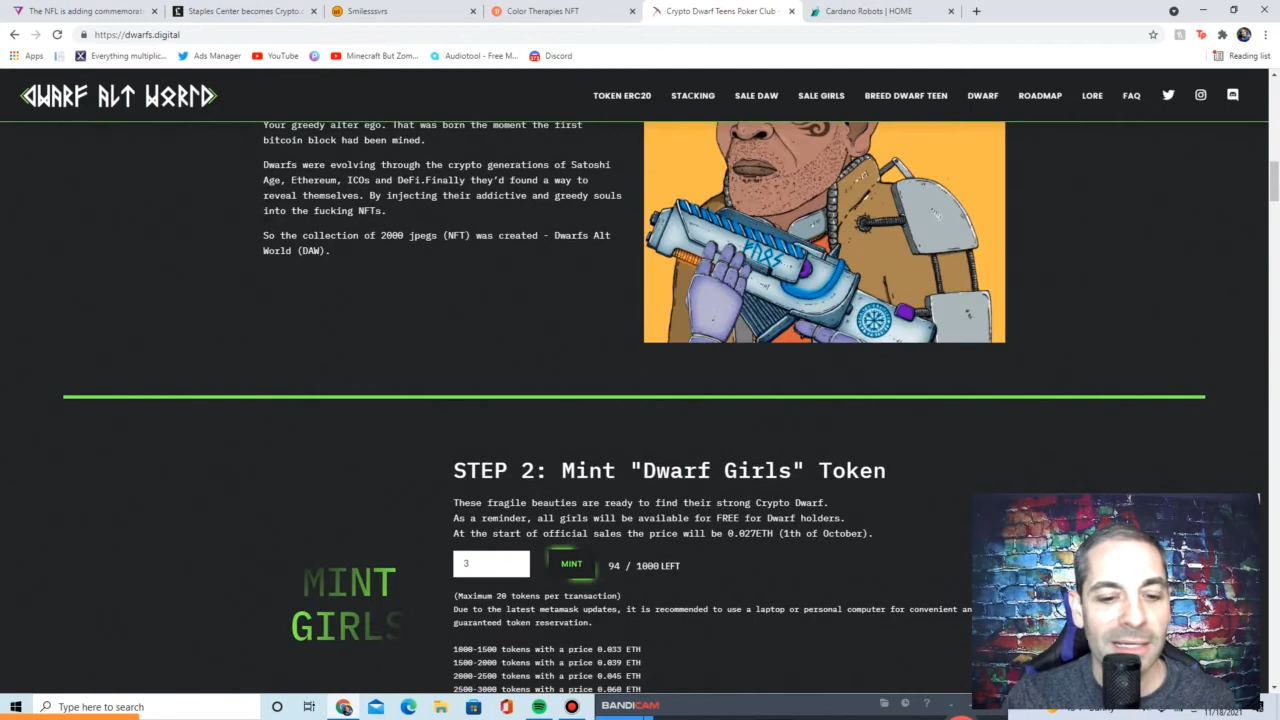 The NFL is adding commemorati
Staples Center becomes Crypto.c
Smilesssvrs
Color Therapies NFT
Crypto Dwarf Teens Poker Club -
Cardano Robots | HOME
https://dwarfs.digital
Apps
Everything multiplic...
Ads Manager
YouTube
Minecraft But Zom...
Audiotool - Free M...
Discord
Reading list
DWARF ALT WORLD
TOKEN ERC20
STACKING
SALE DAW
SALE GIRLS
BREED DWARF TEEN
DWARF
ROADMAP
LORE
FAQ
Your greedy alter ego. That was born the moment the first
bitcoin block had been mined.
Dwarfs were evolving through the crypto generations of Satoshi
Age, Ethereum, ICOs and DeFi.Finally they'd found a way to
reveal themselves. By injecting their addictive and greedy souls
into the fucking NFTs.
So the collection of 2000 jpegs (NFT) was created - Dwarfs Alt
World (DAW).
STEP 2: Mint "Dwarf Girls" Token
These fragile beauties are ready to find their strong Crypto Dwarf.
As a reminder, all girls will be available for FREE for Dwarf holders.
At the start of official sales the price will be 0.027ETH (1th of October).
3
MINT
94 / 1000 LEFT
MINT
GIRLS
(Maximum 20 tokens per transaction)
Due to the latest metamask updates, it is recommended to use a laptop or personal computer for convenient an
guaranteed token reservation.
1000-1500 tokens with a price 0.033 ETH
1500-2000 tokens with a price 0.039 ETH
2000-2500 tokens with a price 0.045 ETH
2500-3000 tokens with a price 0.060 ETH
Type here to search
BANDICAM
11/18/2021